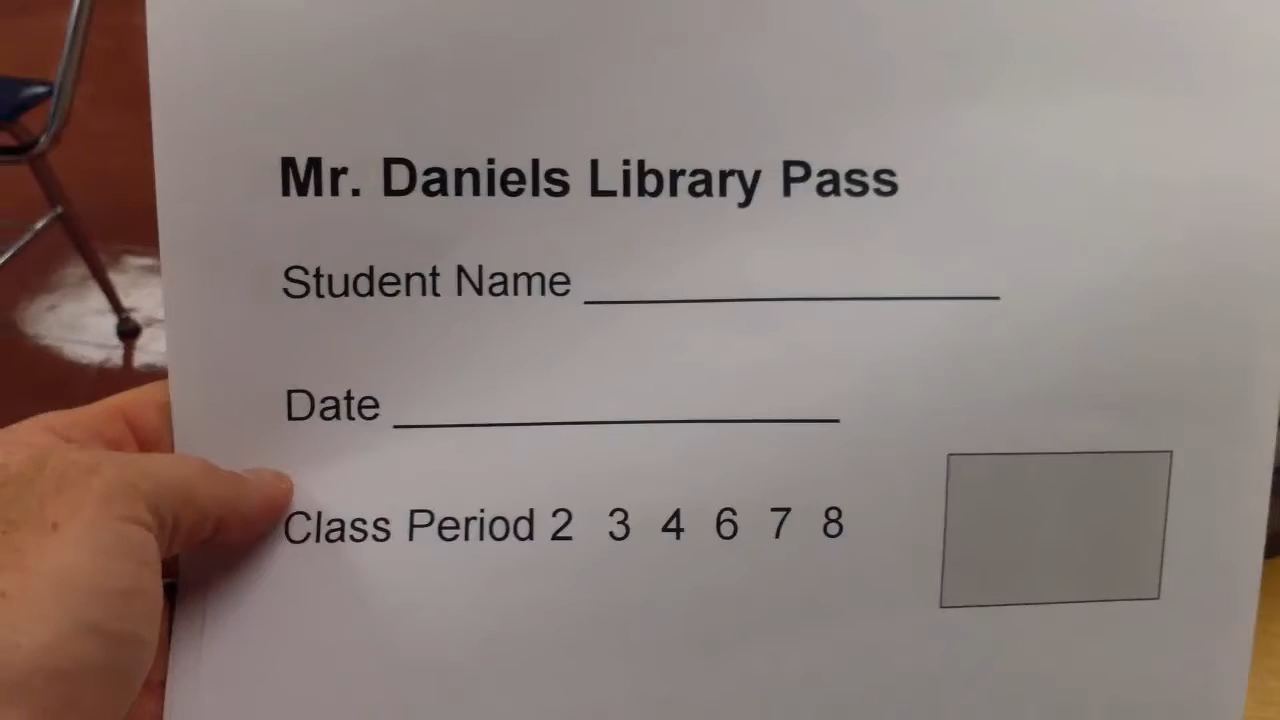 Mr. Daniels Library Pass
Student Name
Date
Class Period 2 3 4 6 7 8